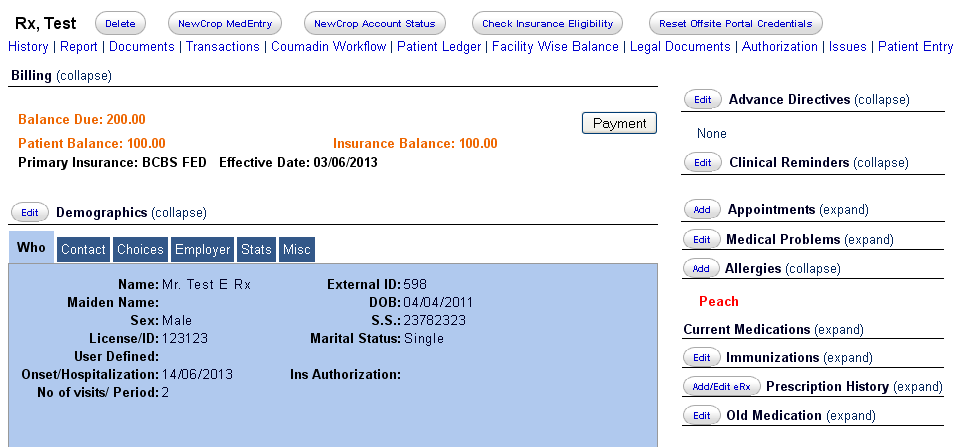 Rx, Test Delete NewCrop MedEntry NewCrop Account Status Check Insurance Eligibility Reset Offsite Portal Credentials
History | Report | Documents | Transactions | Coumadin Workflow | Patient Ledger | Facility Wise Balance | Legal Documents | Authorization | Issues | Patient Entry
Billing (collapse)
Balance Due: 200.00
Payment
Patient Balance: 100.00 Insurance Balance: 100.00
Primary Insurance: BCBS FED Effective Date: 03/06/2013
Edit Demographics (collapse)
Who Contact Choices Employer Stats Misc
Name: Mr. Test E Rx External ID: 598
Maiden Name: DOB: 04/04/2011
Sex: Male S.S.: 23782323
License/ID: 123123 Marital Status: Single
User Defined:
Onset/Hospitalization: 14/06/2013 Ins Authorization:
No of visits/ Period: 2
Edit Advance Directives (collapse)
None
Edit Clinical Reminders (collapse)
Add Appointments (expand)
Edit Medical Problems (expand)
Add Allergies (collapse)
Peach
Current Medications (expand)
Edit Immunizations (expand)
Add/Edit eRx Prescription History (expand)
Edit Old Medication (expand)